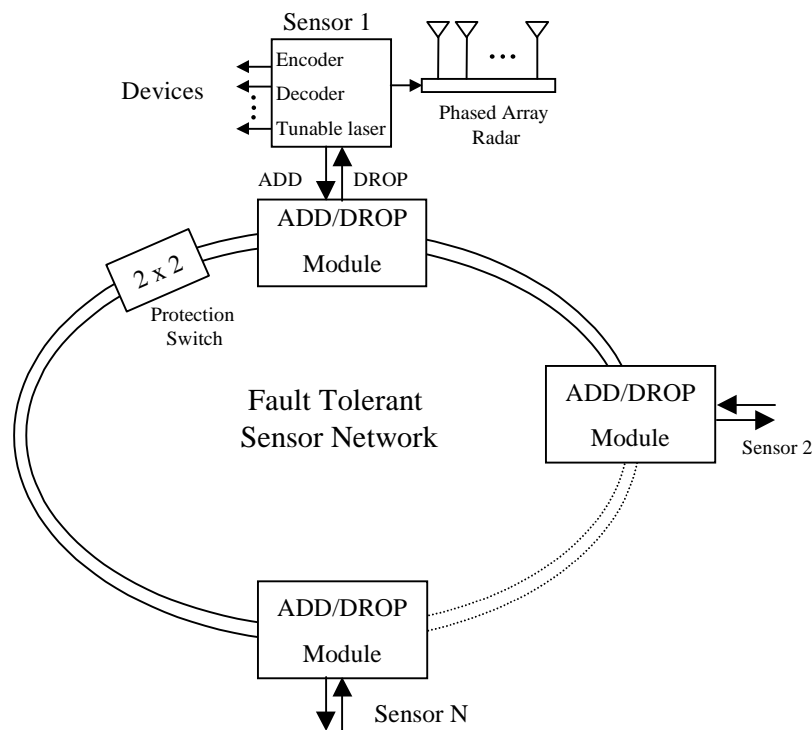 Sensor 1
Encoder
Devices
Decoder
Tunable laser
Phased Array
Radar
ADD
DROP
ADD/DROP
Module
2 x 2
Protection
Switch
ADD/DROP
Module
Sensor 2
Fault Tolerant
Sensor Network
ADD/DROP
Module
Sensor N